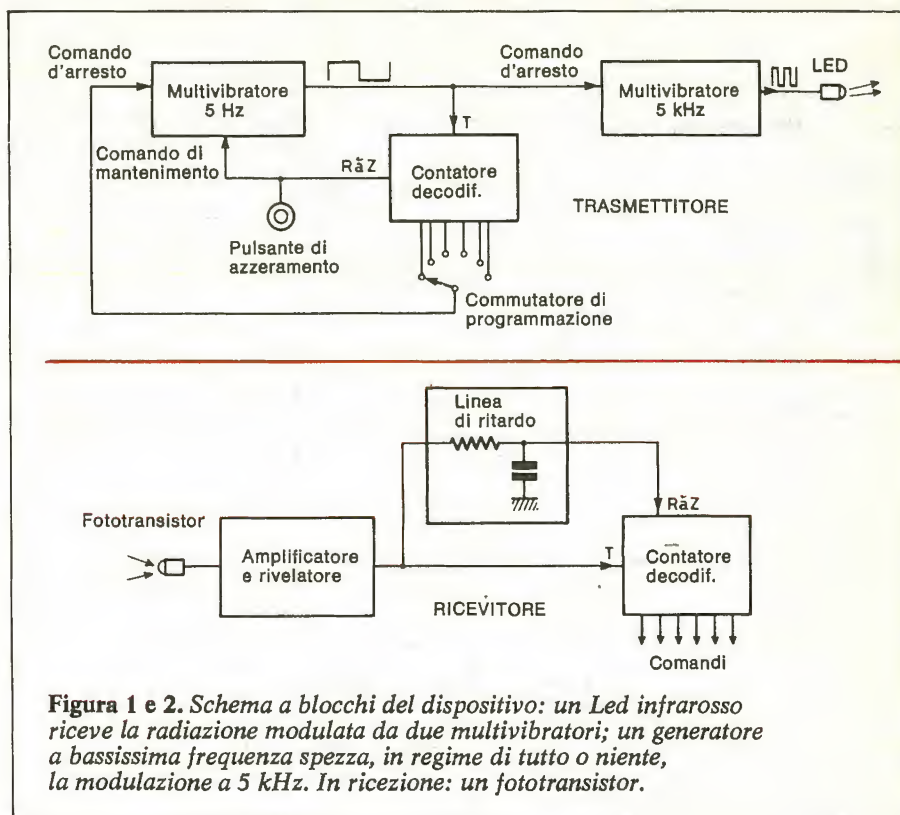 Comando
d'arresto
Multivibratore
5 Hz
Comando
d'arresto
Multivibratore
5 kHz
LED
T
Comando di
mantenimento
RàZ
Contatore
decodif.
TRASMETTITORE
Pulsante di
azzeramento
Commutatore di
programmazione
Linea
di ritardo
Fototransistor
RàZ
Amplificatore
e rivelatore
T
Contatore
decodif.
RICEVITORE
Comandi
Figura 1 e 2. Schema a blocchi del dispositivo: un Led infrarosso
riceve la radiazione modulata da due multivibratori; un generatore
a bassissima frequenza spezza, in regime di tutto o niente,
la modulazione a 5 kHz. In ricezione: un fototransistor.